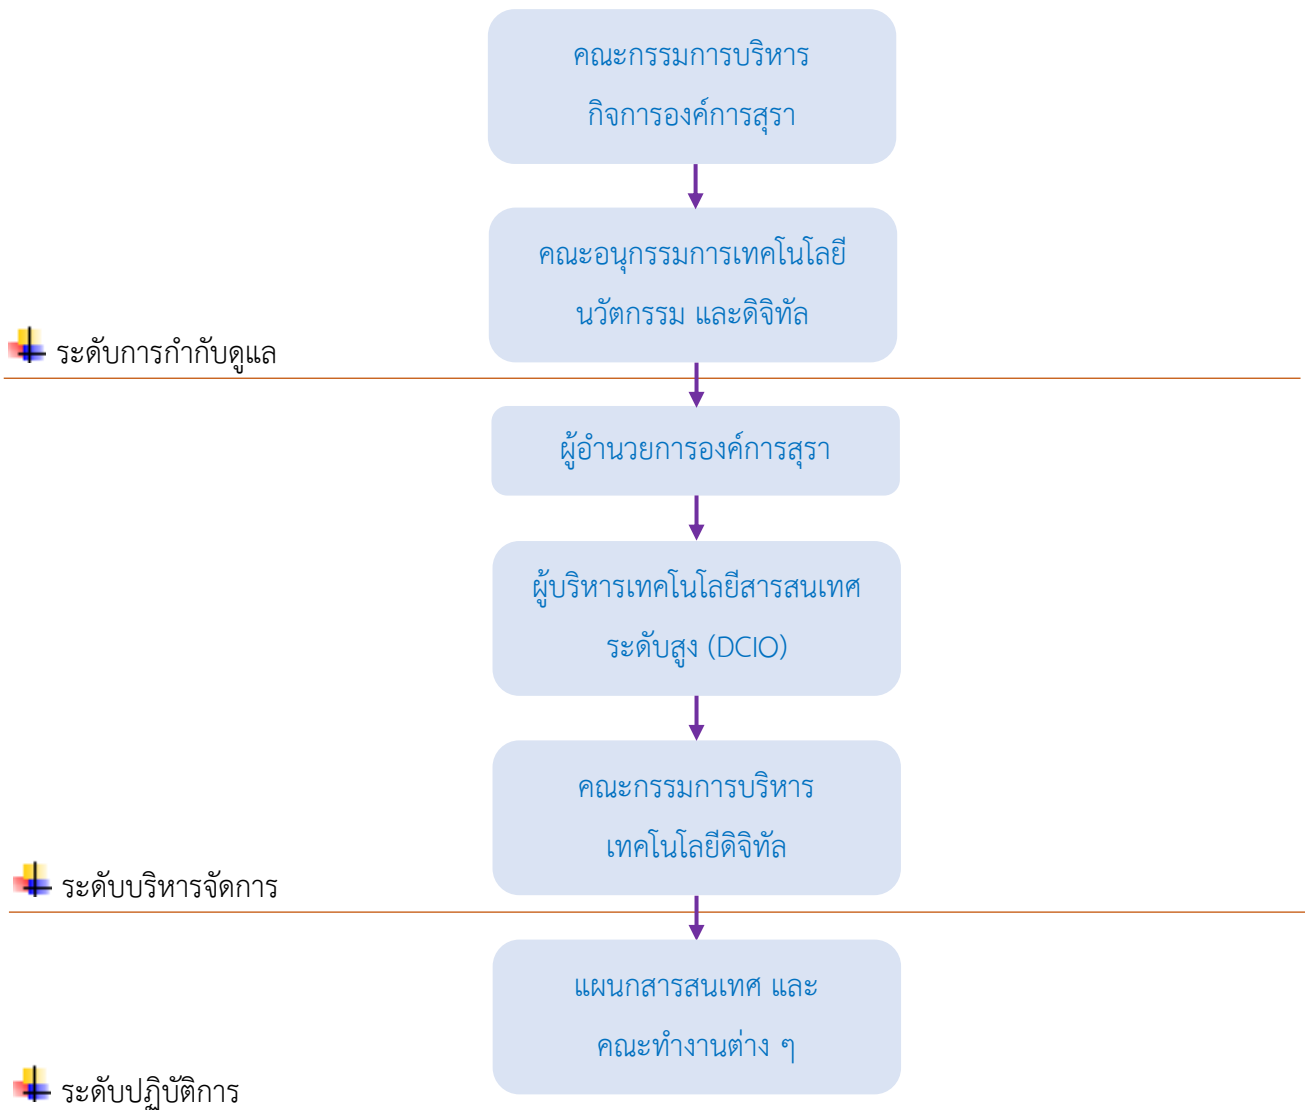 คณะกรรมการบริหาร
กิจการองค์การสุรา
คณะอนุกรรมการเทคโนโลยี
นวัตกรรม และดิจิทัล
ระดับการกำกับดูแล
ผู้อำนวยการองค์การสุรา
ผู้บริหารเทคโนโลยีสารสนเทศ
ระดับสูง (DCIO)
คณะกรรมการบริหาร
เทคโนโลยีดิจิทัล
ระดับบริหารจัดการ
แผนกสารสนเทศ และ
คณะทำงานต่าง ๆ
ระดับปฏิบัติการ